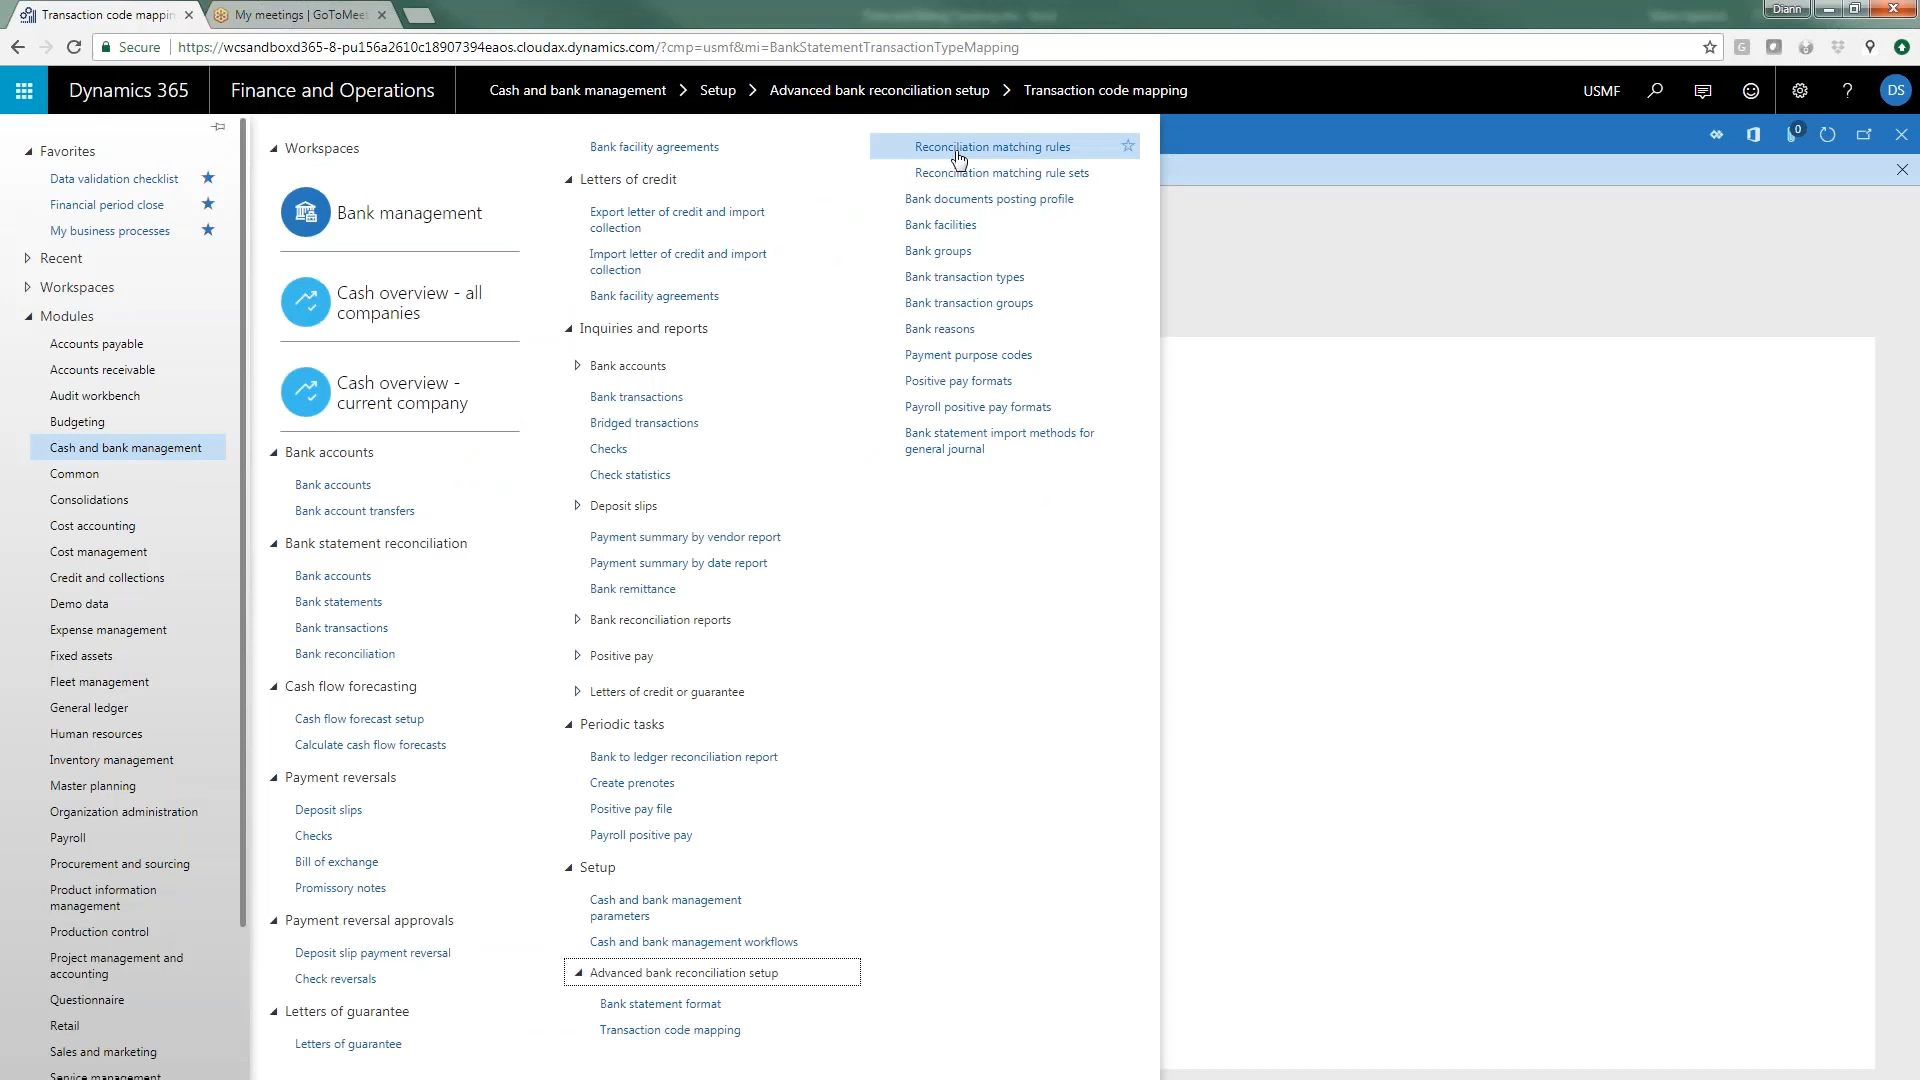 Transaction code mappin
My meetings | GoToMeet
Diann
Secure
https://wcsandboxd365-8-pu156a2610c18907394eaos.cloudax.dynamics.com/?cmp=usmf&mi=BankStatementTransactionTypeMapping
Dynamics 365
Finance and Operations
Cash and bank management
Setup
Advanced bank reconciliation setup
Transaction code mapping
USMF
?
DS
0
Favorites
Data validation checklist
Financial period close
My business processes
Recent
Workspaces
Modules
Accounts payable
Accounts receivable
Audit workbench
Budgeting
Cash and bank management
Common
Consolidations
Cost accounting
Cost management
Credit and collections
Demo data
Expense management
Fixed assets
Fleet management
General ledger
Human resources
Inventory management
Master planning
Organization administration
Payroll
Procurement and sourcing
Product information
management
Production control
Project management and
accounting
Questionnaire
Retail
Sales and marketing
Service management
Workspaces
Bank management
Cash overview - all
companies
Cash overview -
current company
Bank accounts
Bank accounts
Bank account transfers
Bank statement reconciliation
Bank accounts
Bank statements
Bank transactions
Bank reconciliation
Cash flow forecasting
Cash flow forecast setup
Calculate cash flow forecasts
Payment reversals
Deposit slips
Checks
Bill of exchange
Promissory notes
Payment reversal approvals
Deposit slip payment reversal
Check reversals
Letters of guarantee
Letters of guarantee
Bank facility agreements
Letters of credit
Export letter of credit and import
collection
Import letter of credit and import
collection
Bank facility agreements
Inquiries and reports
Bank accounts
Bank transactions
Bridged transactions
Checks
Check statistics
Deposit slips
Payment summary by vendor report
Payment summary by date report
Bank remittance
Bank reconciliation reports
Positive pay
Letters of credit or guarantee
Periodic tasks
Bank to ledger reconciliation report
Create prenotes
Positive pay file
Payroll positive pay
Setup
Cash and bank management
parameters
Cash and bank management workflows
Advanced bank reconciliation setup
Bank statement format
Transaction code mapping
Reconciliation matching rules
Reconciliation matching rule sets
Bank documents posting profile
Bank facilities
Bank groups
Bank transaction types
Bank transaction groups
Bank reasons
Payment purpose codes
Positive pay formats
Payroll positive pay formats
Bank statement import methods for
general journal